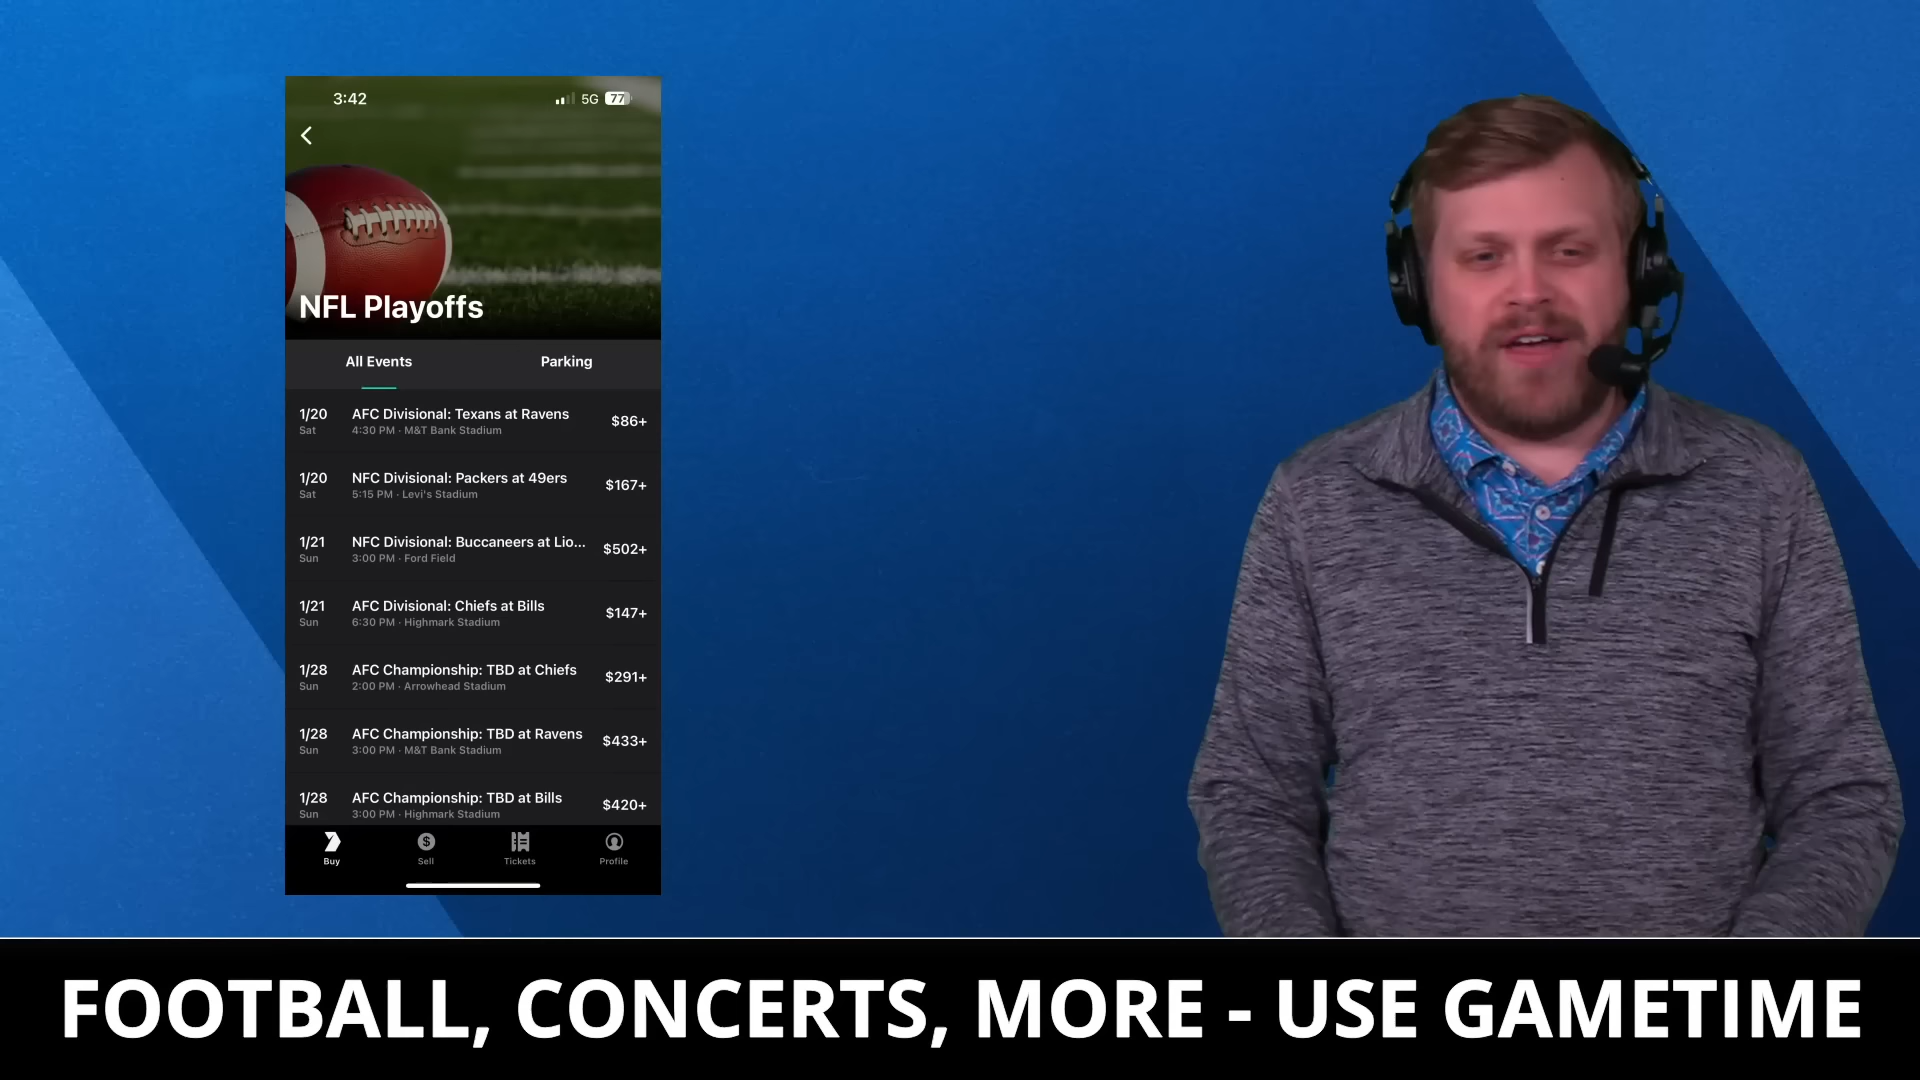 3:42
5G 77
NFL Playoffs
All Events Parking
1/20 AFC Divisional: Texans at Ravens $86+
Sat 4:30 PM · M&T Bank Stadium
1/20 NFC Divisional: Packers at 49ers $167+
Sat 5:15 PM · Levi's Stadium
1/21 NFC Divisional: Buccaneers at Lio... $502+
Sun 3:00 PM · Ford Field
1/21 AFC Divisional: Chiefs at Bills $147+
Sun 6:30 PM · Highmark Stadium
1/28 AFC Championship: TBD at Chiefs $291+
Sun 2:00 PM · Arrowhead Stadium
1/28 AFC Championship: TBD at Ravens $433+
Sun 3:00 PM · M&T Bank Stadium
1/28 AFC Championship: TBD at Bills $420+
Sun 3:00 PM · Highmark Stadium
Buy Sell Tickets Profile
FOOTBALL, CONCERTS, MORE - USE GAMETIME